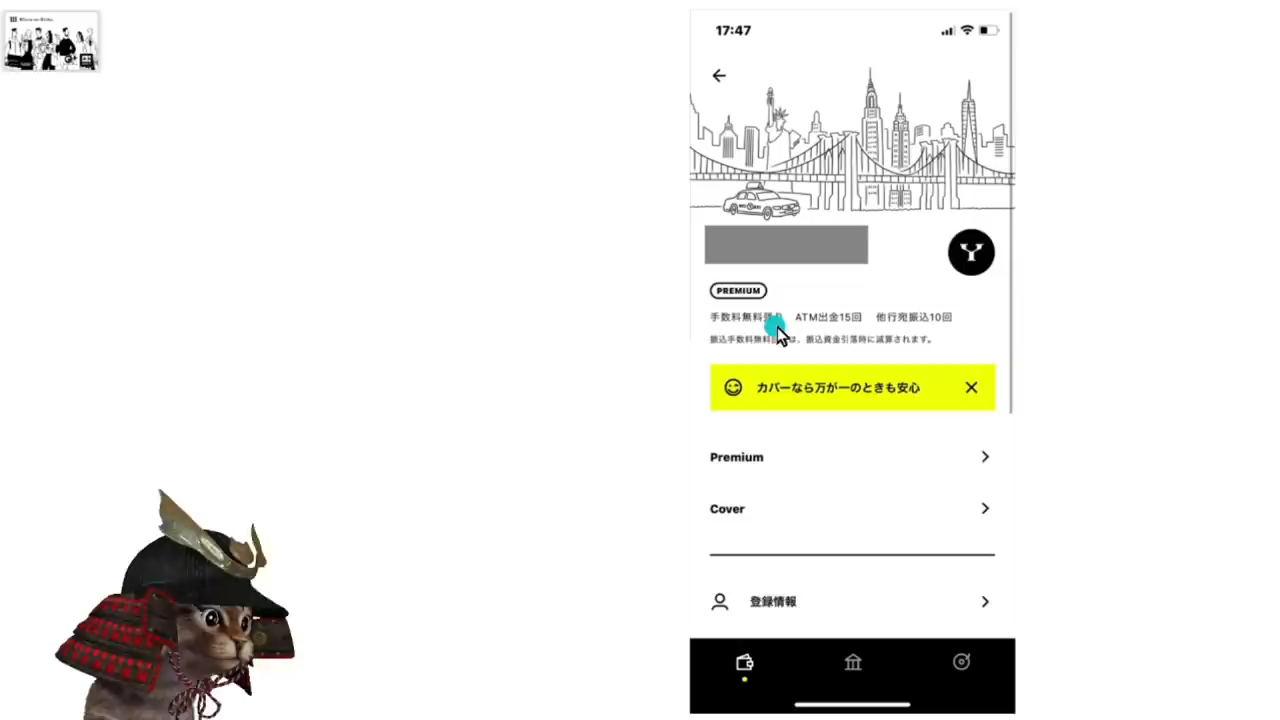 17:47
Y
PREMIUM
手数料無料 ATM出金15回 他行宛振込10回
振込手数料無料 は、振込資金引落時に減算されます。
カバーなら万が一のときも安心
Premium
Cover
登録情報